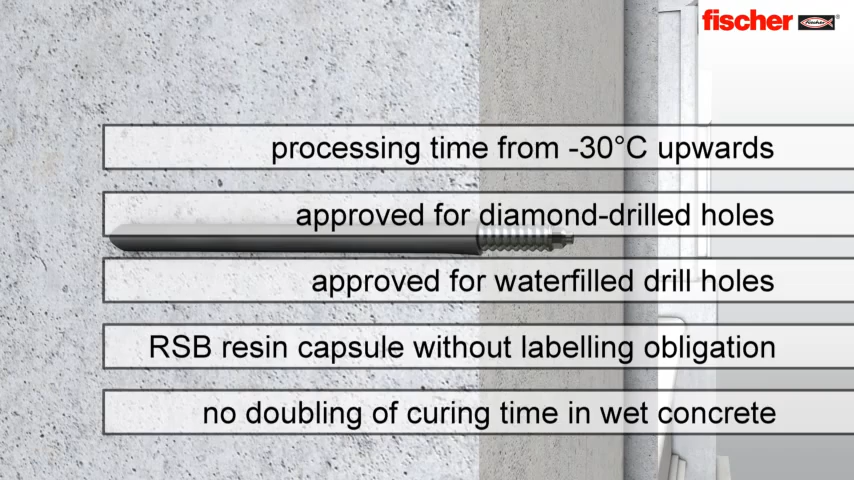 fischer
fischer
processing time from -30°C upwards
approved for diamond-drilled holes
approved for waterfilled drill holes
RSB resin capsule without labelling obligation
no doubling of curing time in wet concrete